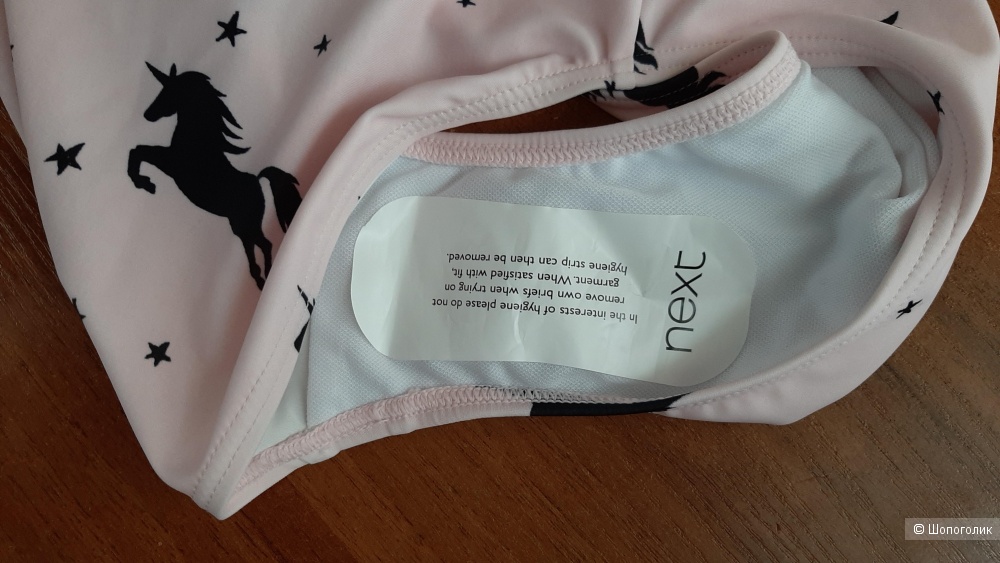 next
In the interests of hygiene please do not
remove own briefs when trying on
garment. When satisfied with fit,
hygiene strip can then be removed.
© Шопоголик